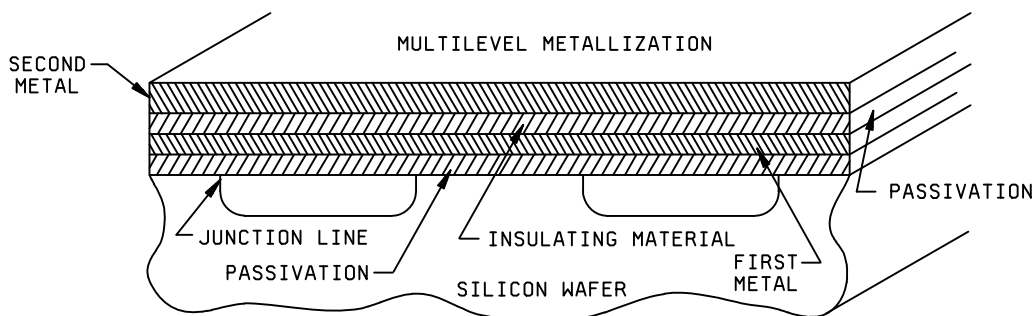 MULTILEVEL METALLIZATION
SECOND
METAL
PASSIVATION
JUNCTION LINE
INSULATING MATERIAL
PASSIVATION
FIRST
METAL
SILICON WAFER